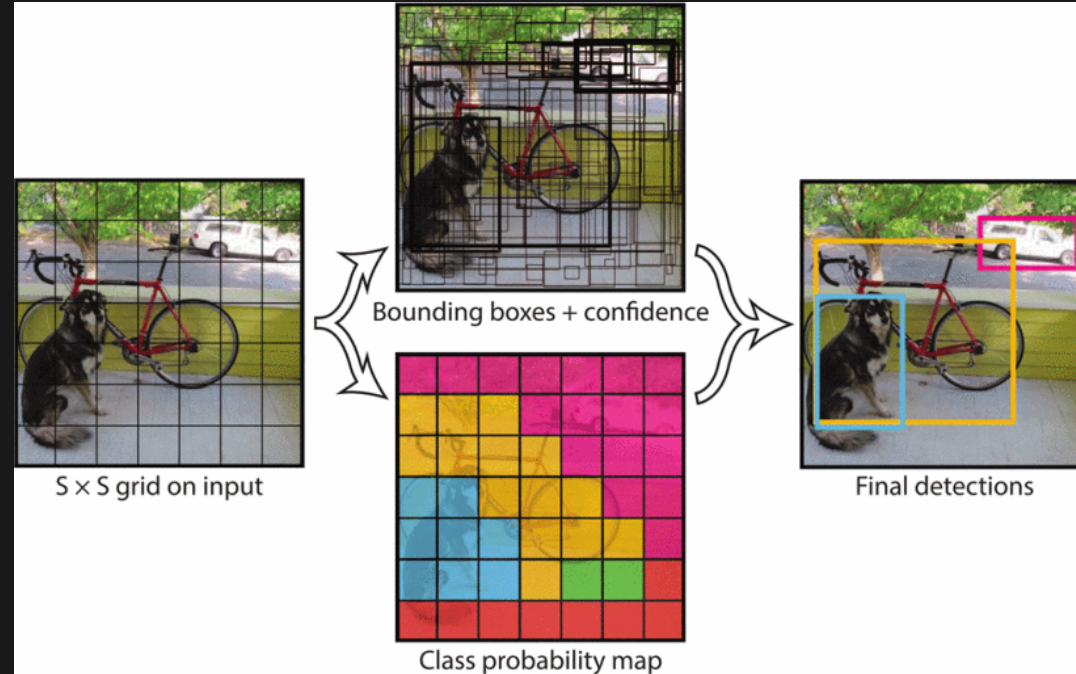 Bounding boxes + confidence
S × S grid on input
Final detections
Class probability map